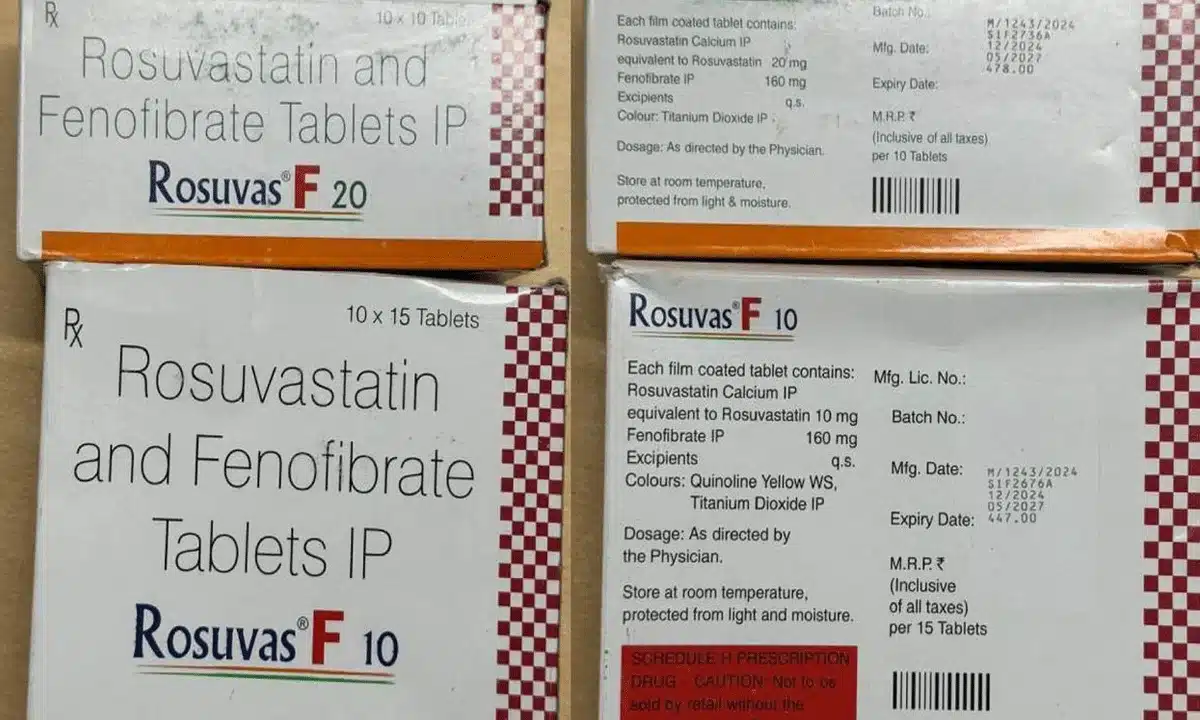 Rx
10 x 10 Table
Rosuvastatin and
Fenofibrate Tablets IP
Rosuvas® F 20
Each film coated tablet contains:
Rosuvastatin Calcium IP
equivalent to Rosuvastatin 20 mg
Fenofibrate IP 160 mg
Excipients q.s.
Colour: Titanium Dioxide IP
Dosage: As directed by the Physician.
Store at room temperature,
protected from light & moisture.
Batch No.:
Mfg. Date:
Expiry Date:
M.R.P. ₹
(Inclusive of all taxes)
per 10 Tablets
M/1243/2024
SIF2736A
12/2024
05/2027
478.00
Rx
10 x 15 Tablets
Rosuvastatin
and Fenofibrate
Tablets IP
Rosuvas® F 10
Rosuvas® F 10
Each film coated tablet contains:
Rosuvastatin Calcium IP
equivalent to Rosuvastatin 10 mg
Fenofibrate IP 160 mg
Excipients q.s.
Colours: Quinoline Yellow WS,
Titanium Dioxide IP
Dosage: As directed by
the Physician.
Store at room temperature,
protected from light and moisture.
SCHEDULE H PRESCRIPTION
DRUG - CAUTION: Not to be
sold by retail without the
Mfg. Lic. No.:
Batch No.:
Mfg. Date:
Expiry Date:
M.R.P. ₹
(Inclusive
of all taxes)
per 15 Tablets
M/1243/2024
SIF2676A
12/2024
05/2027
447.00